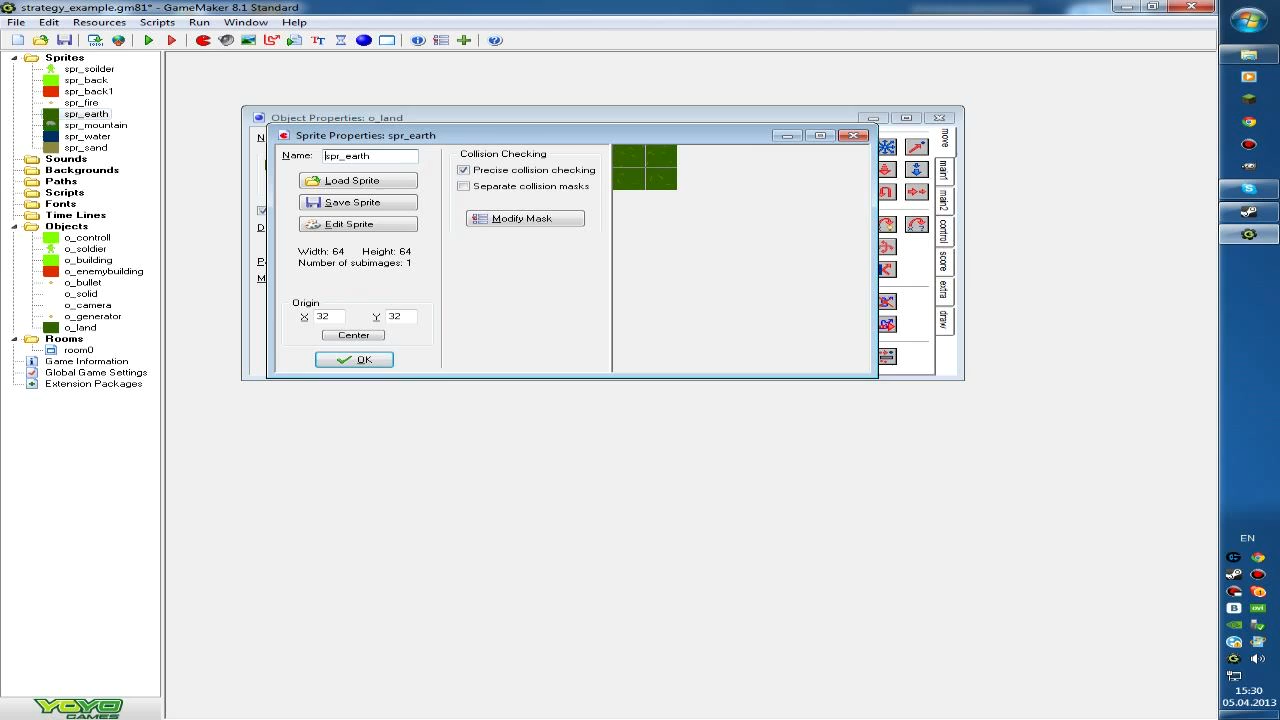 strategy_example.gm81* - GameMaker 8.1 Standard
File Edit Resources Scripts Run Window Help
Sprites
spr_soilder
spr_back
spr_back1
spr_fire
spr_earth
spr_mountain
spr_water
spr_sand
Sounds
Backgrounds
Paths
Scripts
Fonts
Time Lines
Objects
o_controll
o_soldier
o_building
o_enemybuilding
o_bullet
o_solid
o_camera
o_generator
o_land
Rooms
room0
Game Information
Global Game Settings
Extension Packages
YOYO
GAMES
Object Properties: o_land
Sprite Properties: spr_earth
Name: spr_earth
Load Sprite
Save Sprite
Edit Sprite
Width: 64 Height: 64
Number of subimages: 1
Origin
X 32 Y 32
Center
OK
Collision Checking
Precise collision checking
Separate collision masks
Modify Mask
move
main1
main2
control
score
extra
draw
EN
15:30
05.04.2013